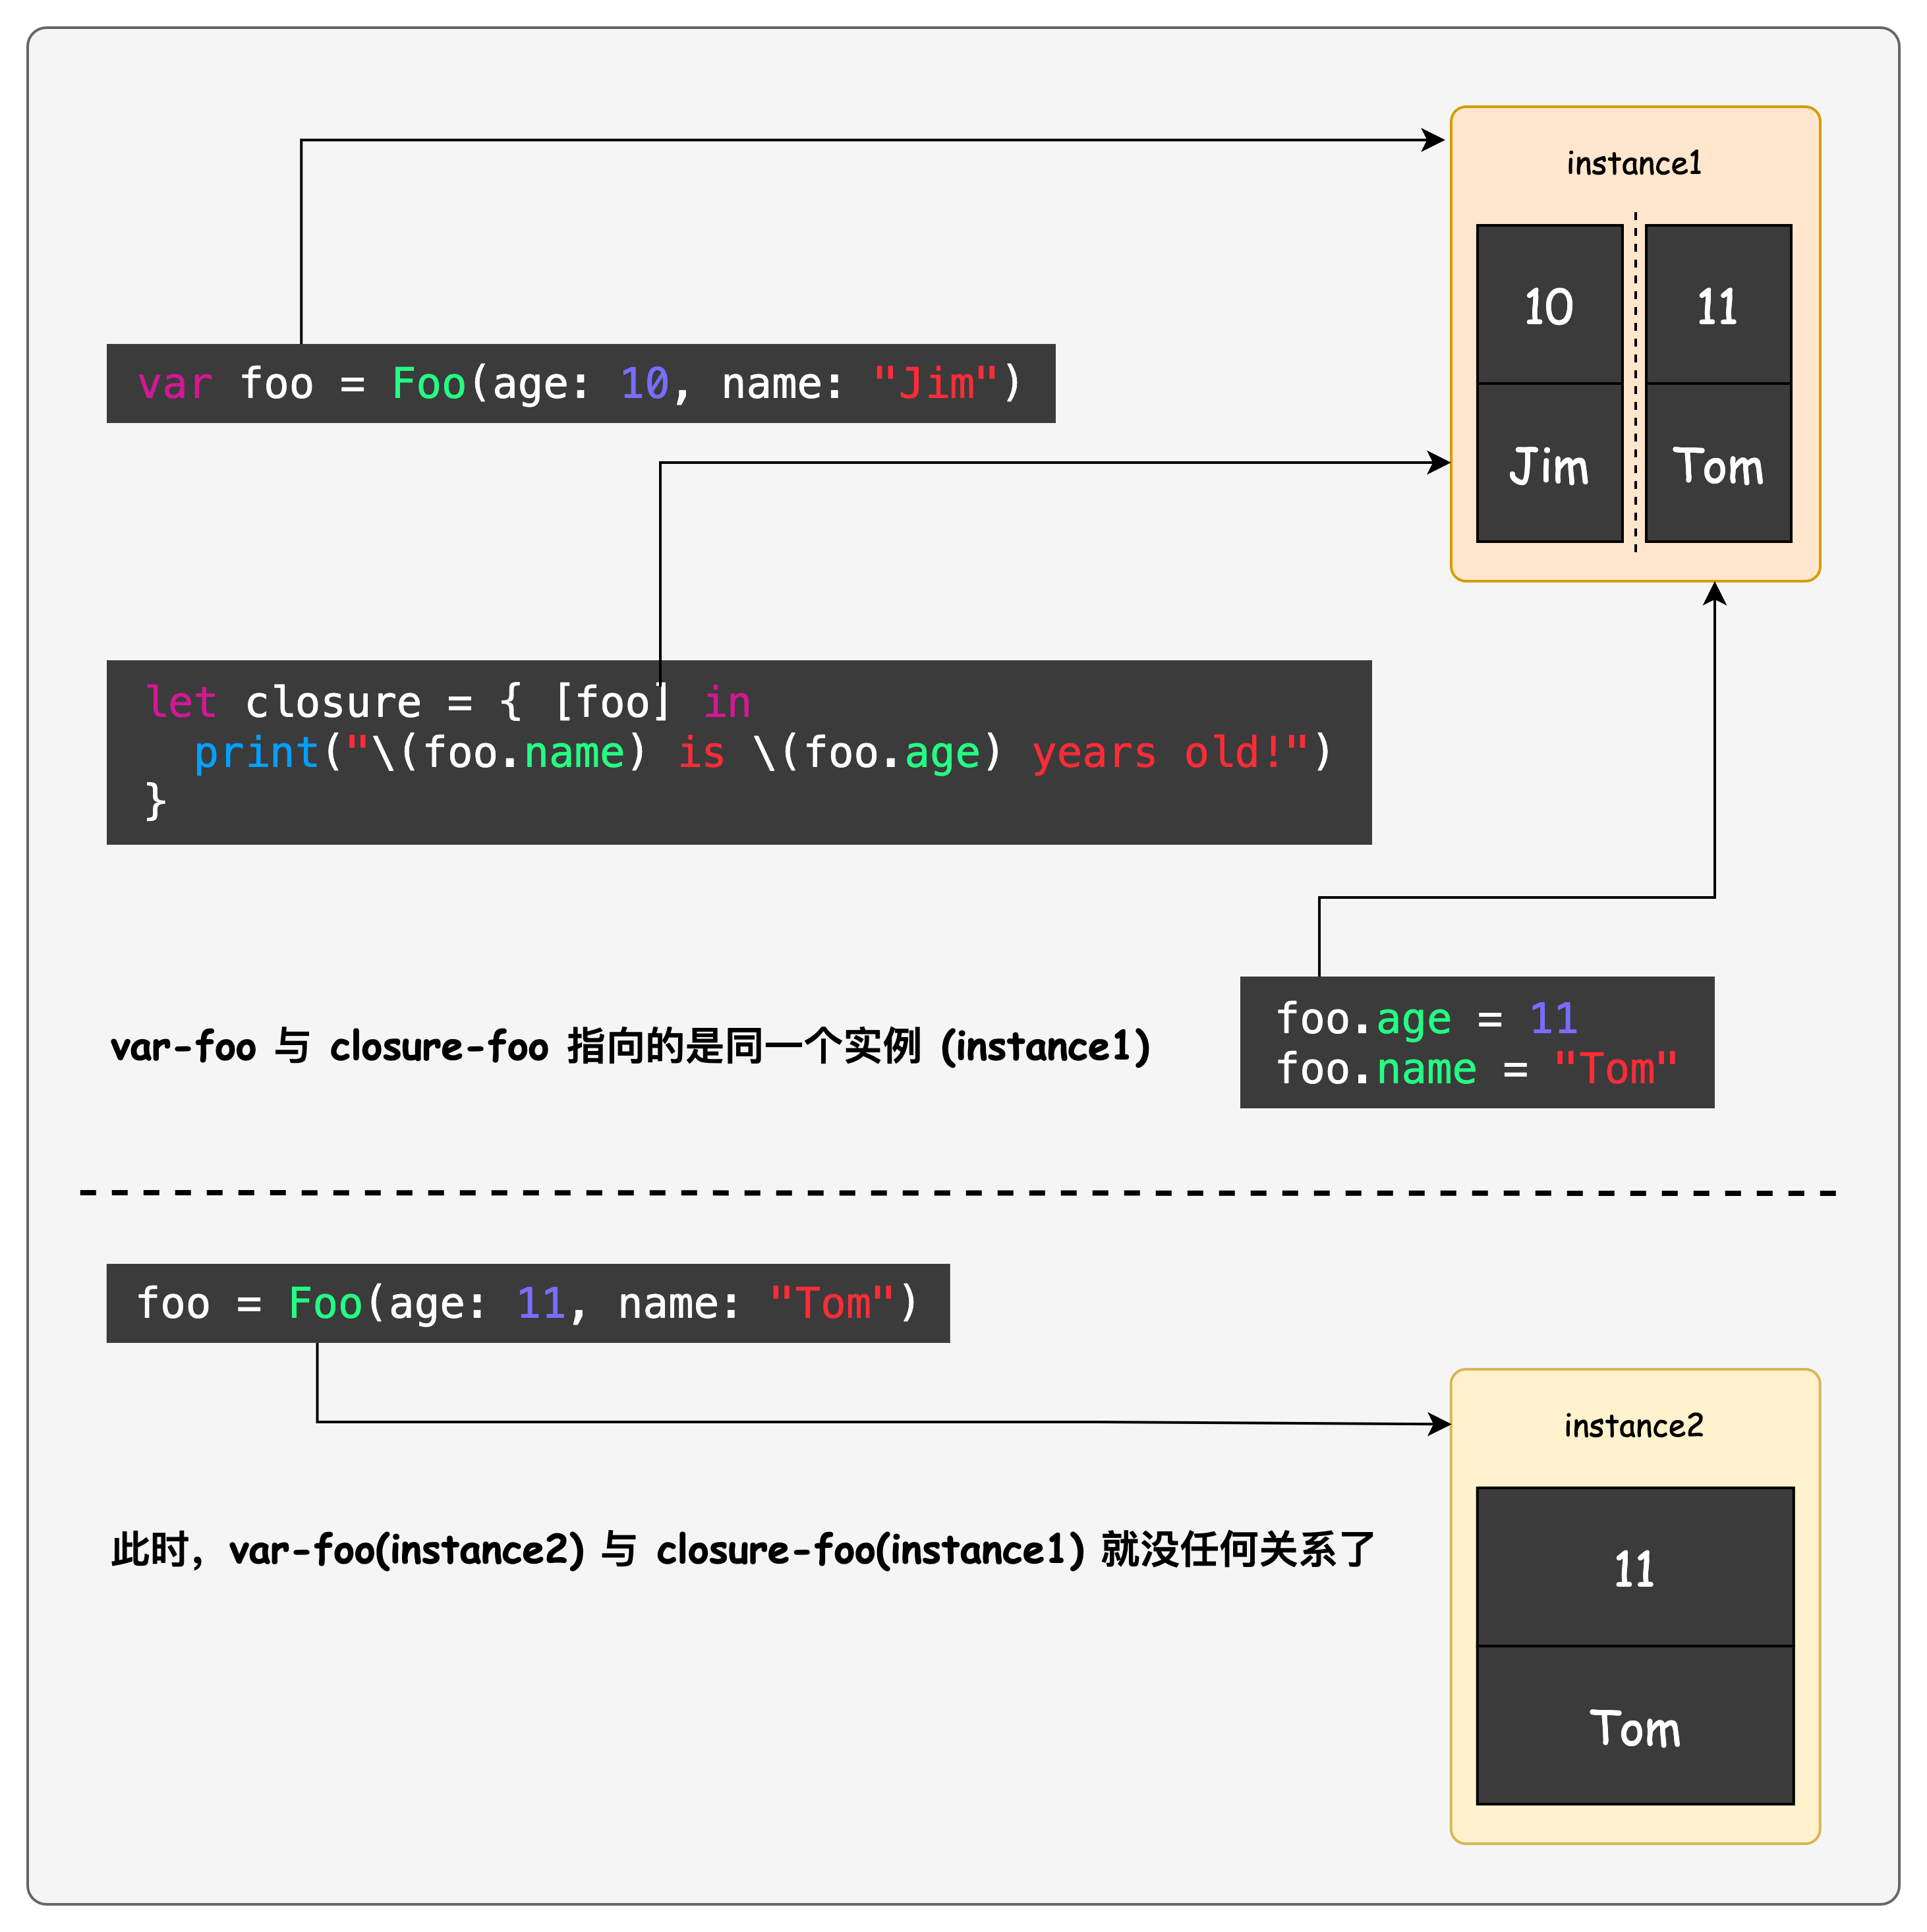 instance1
10
11
Jim
Tom
var foo = Foo(age: 10, name: "Jim")
let closure = { [foo] in
print("\(foo.name) is \(foo.age) years old!")
}
foo.age = 11
foo.name = "Tom"
var-foo 与 closure-foo 指向的是同一个实例 (instance1)
foo = Foo(age: 11, name: "Tom")
instance2
11
Tom
此时，var-foo(instance2) 与 closure-foo(instance1) 就没任何关系了